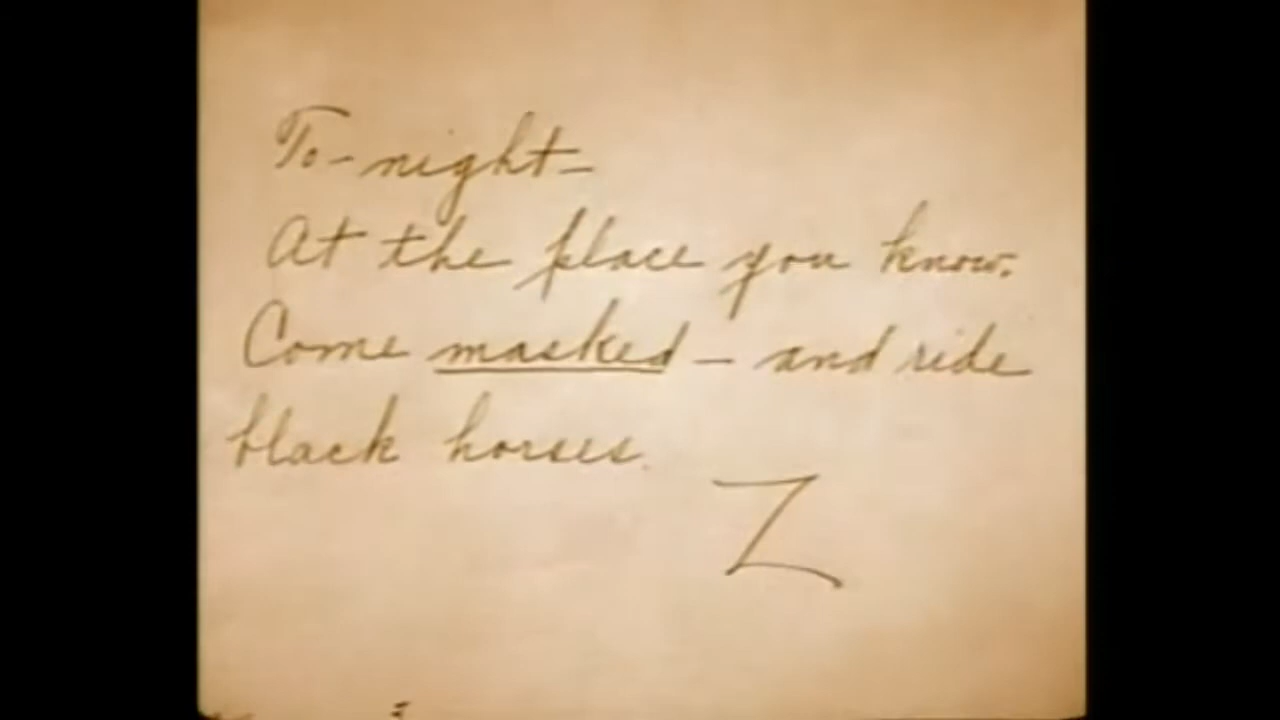 To-night-
At the place you know.
Come masked - and ride
black horses.
Z